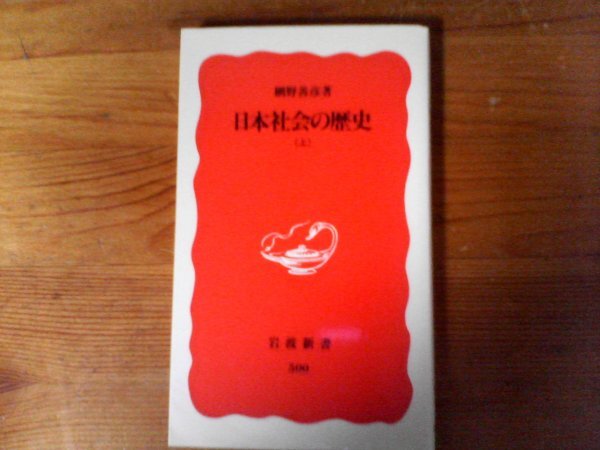 網野善彦著
日本社会の歴史
(上)
岩波新書
500